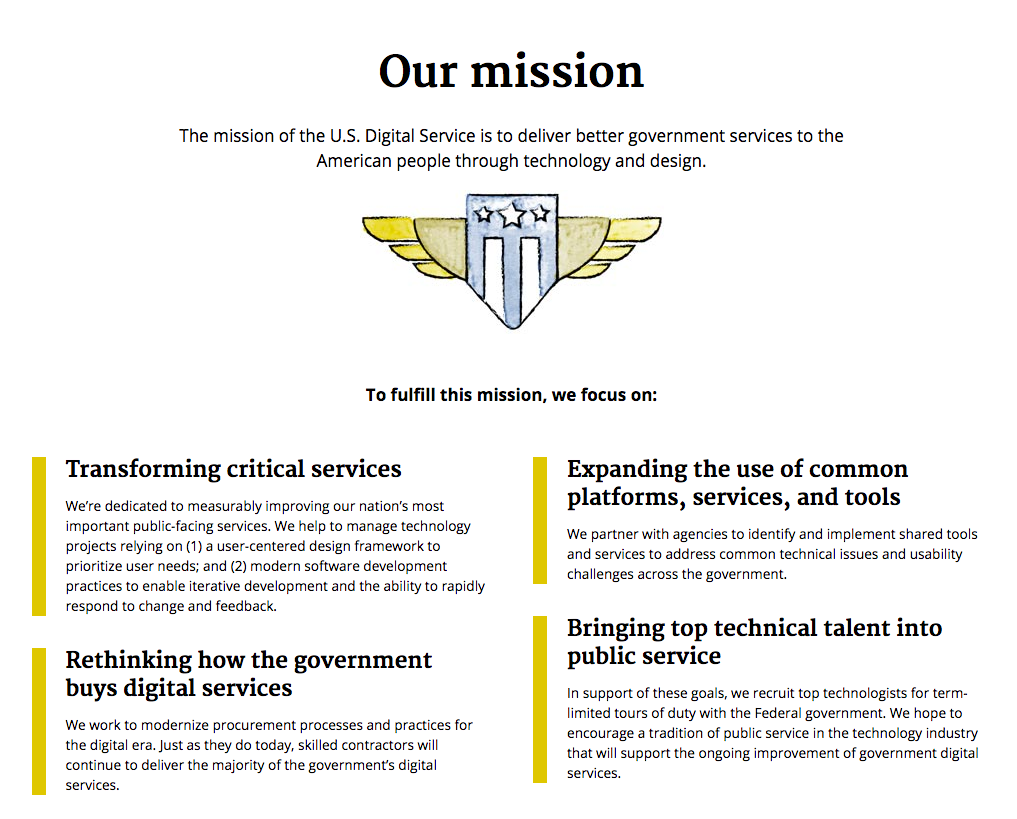 Our mission
The mission of the U.S. Digital Service is to deliver better government services to the
American people through technology and design.
To fulfill this mission, we focus on:
Transforming critical services
We’re dedicated to measurably improving our nation’s most
important public-facing services. We help to manage technology
projects relying on (1) a user-centered design framework to
prioritize user needs; and (2) modern software development
practices to enable iterative development and the ability to rapidly
respond to change and feedback.
Rethinking how the government
buys digital services
We work to modernize procurement processes and practices for
the digital era. Just as they do today, skilled contractors will
continue to deliver the majority of the government’s digital
services.
Expanding the use of common
platforms, services, and tools
We partner with agencies to identify and implement shared tools
and services to address common technical issues and usability
challenges across the government.
Bringing top technical talent into
public service
In support of these goals, we recruit top technologists for term-
limited tours of duty with the Federal government. We hope to
encourage a tradition of public service in the technology industry
that will support the ongoing improvement of government digital
services.